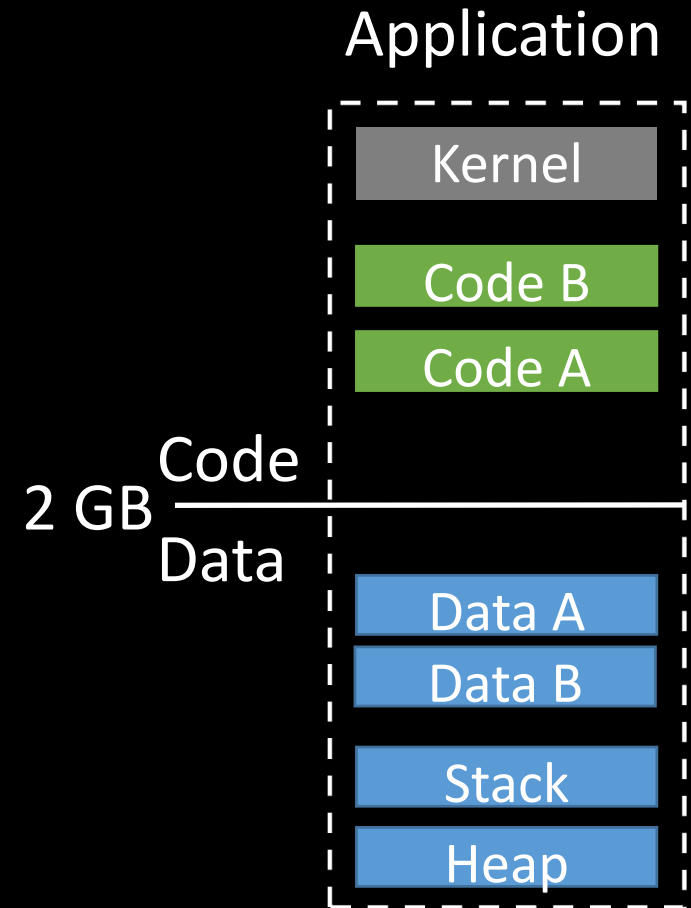 Application
Kernel
Code B
Code A
Code
2 GB
Data
Data A
Data B
Stack
Heap